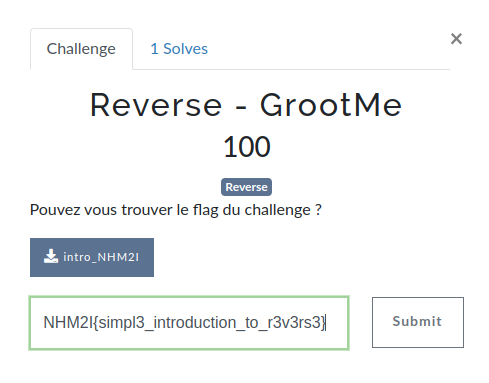 Challenge
1 Solves
×
Reverse - GrootMe
100
Reverse
Pouvez vous trouver le flag du challenge ?
intro_NHM2I
NHM2I{simpl3_introduction_to_r3v3rs3}
Submit